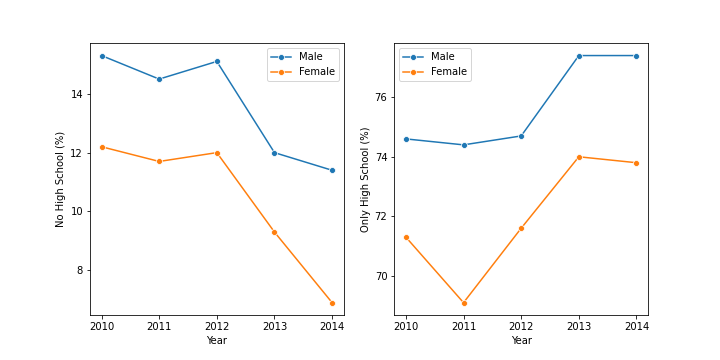 No High School (%)
14
12
10
8
Male
Female
2010 2011 2012 2013 2014
Year
Only High School (%)
76
74
72
70
Male
Female
2010 2011 2012 2013 2014
Year